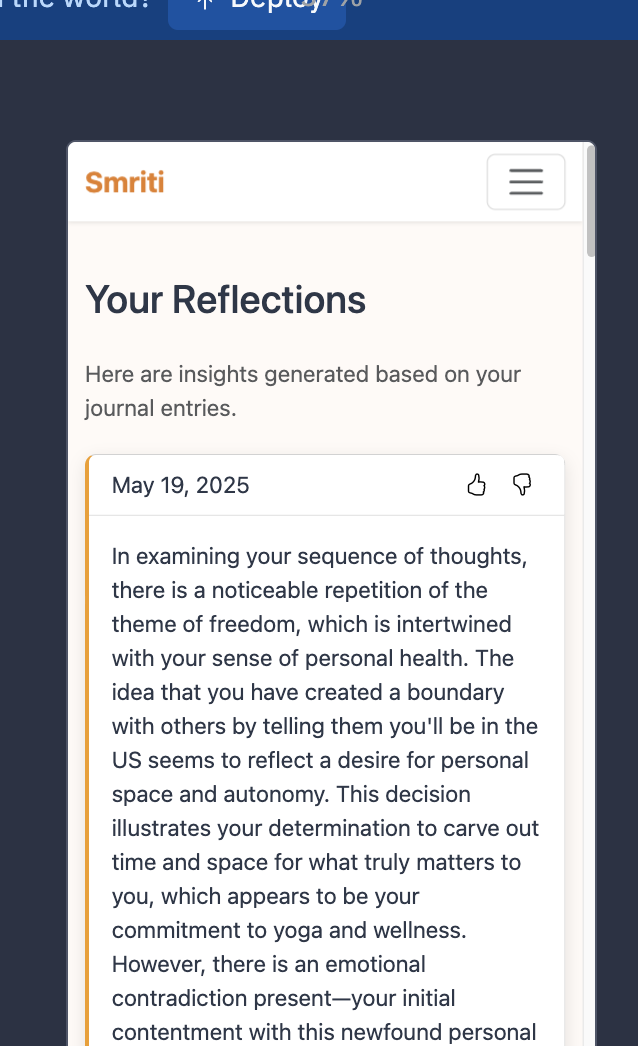 the world?
Deploy
Smriti
Your Reflections
Here are insights generated based on your
journal entries.
May 19, 2025
In examining your sequence of thoughts,
there is a noticeable repetition of the
theme of freedom, which is intertwined
with your sense of personal health. The
idea that you have created a boundary
with others by telling them you'll be in the
US seems to reflect a desire for personal
space and autonomy. This decision
illustrates your determination to carve out
time and space for what truly matters to
you, which appears to be your
commitment to yoga and wellness.
However, there is an emotional
contradiction present—your initial
contentment with this newfound personal